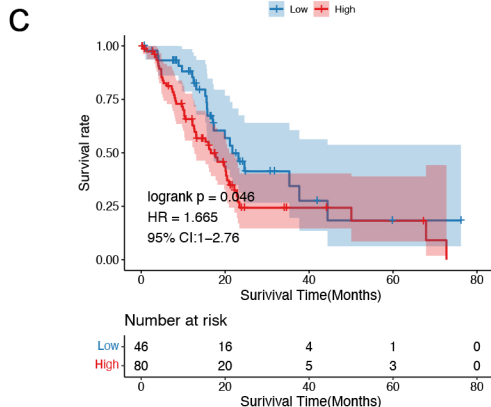 C
Low High
1.00
0.75
0.50
0.25
0.00
Survival rate
logrank p = 0.046
HR = 1.665
95% CI:1–2.76
0 20 40 60 80
Surival Time(Months)
Number at risk
Low 46 16 4 1 0
High 80 20 5 3 0
0 20 40 60 80
Surival Time(Months)